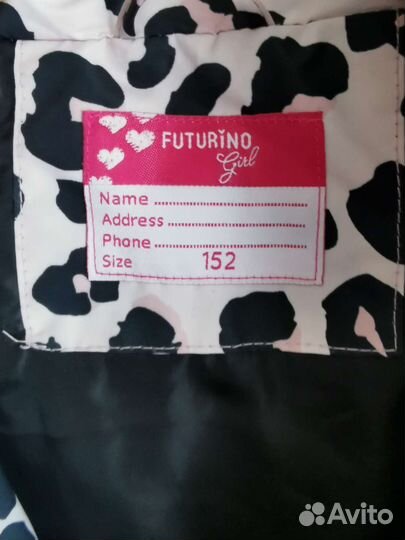 FUTURINO
Girl
Name ........................
Address ........................
Phone ........................
Size 152
Avito